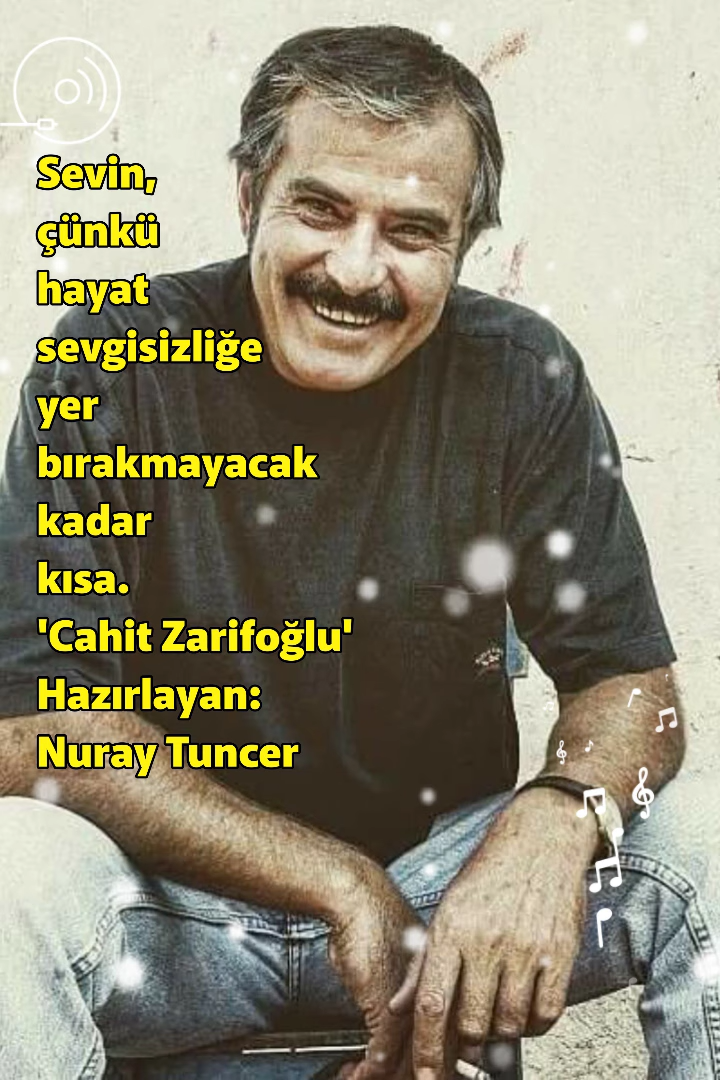 Sevin,
çünkü
hayat
sevgisizliğe
yer
bırakmayacak
kadar
kısa.
'Cahit Zarifoğlu'
Hazırlayan:
Nuray Tuncer